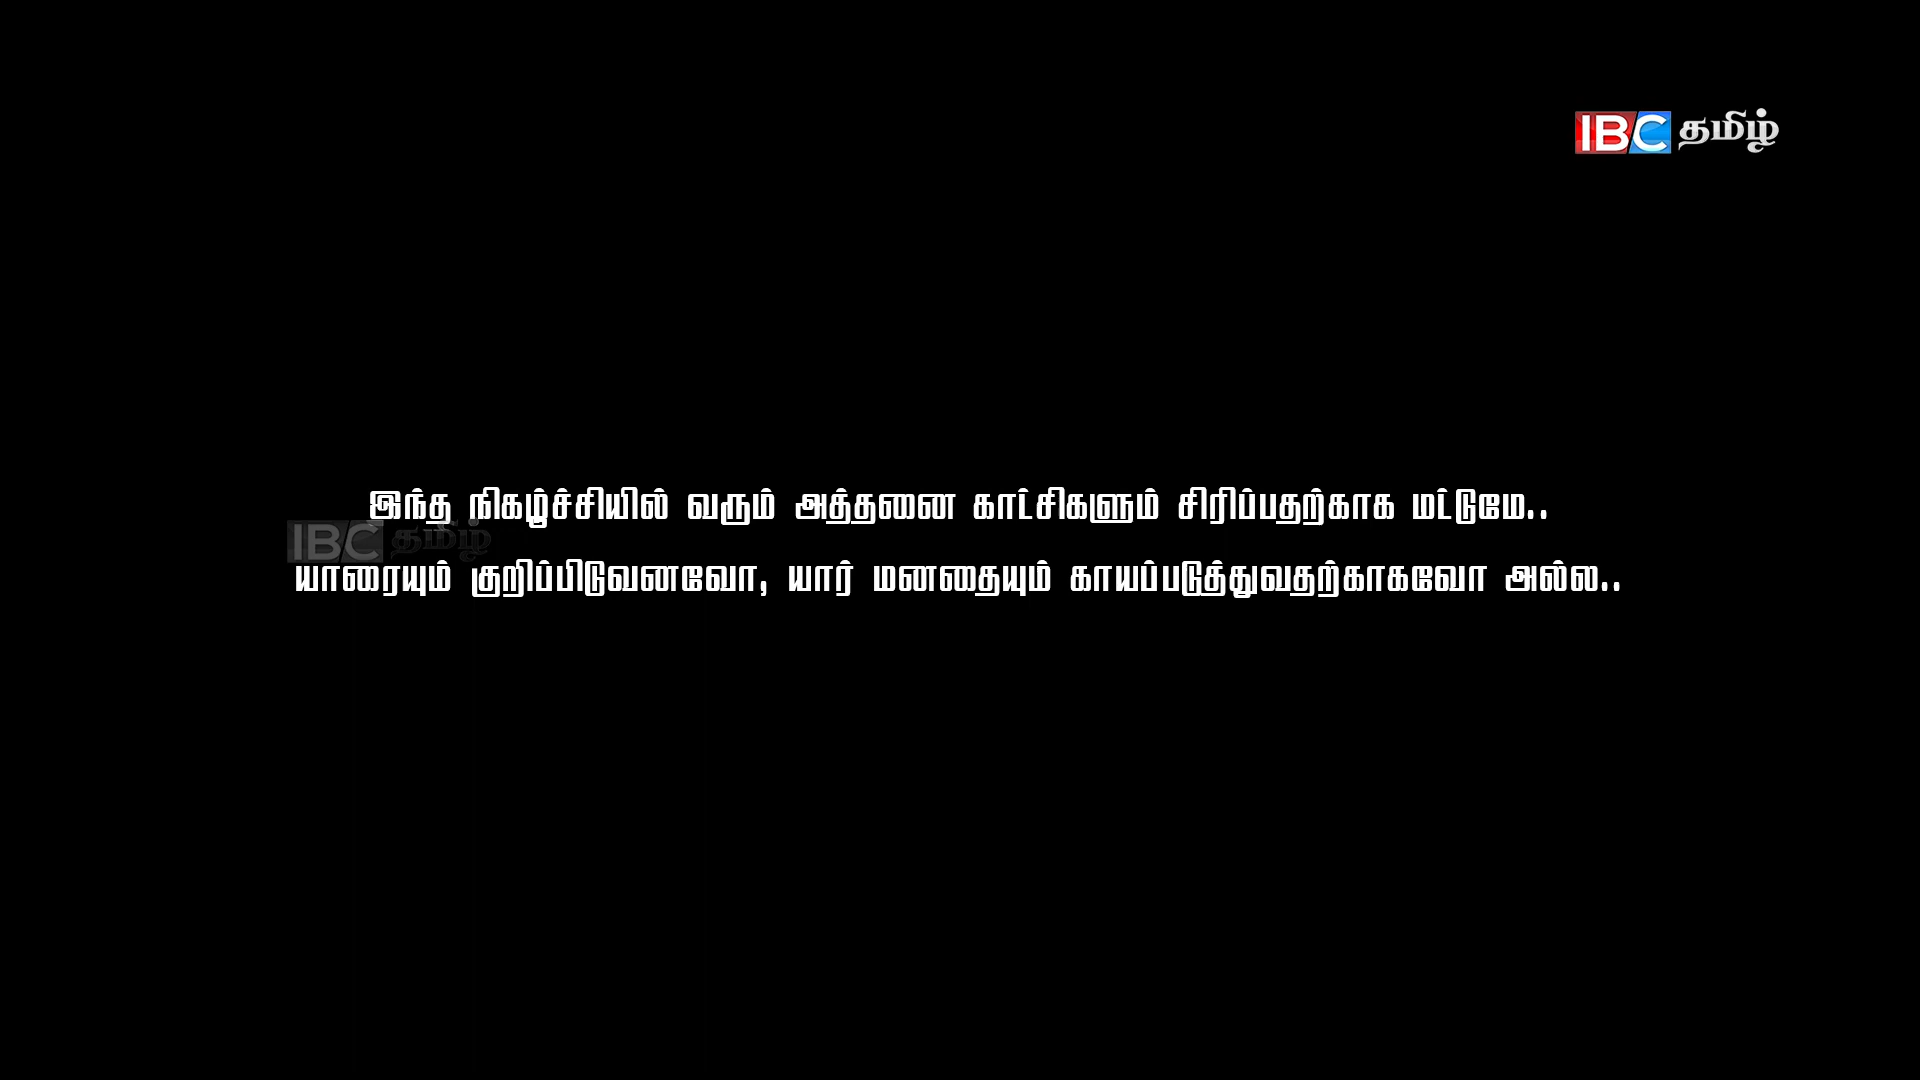 IBC தமிழ்
இந்த நிகழ்ச்சியில் வரும் அத்தனை காட்சிகளும் சிரிப்பதற்காக மட்டுமே..
IBC தமிழ்
யாரையும் குறிப்பிடுவனவோ, யார் மனதையும் காயப்படுத்துவதற்காகவோ அல்ல..